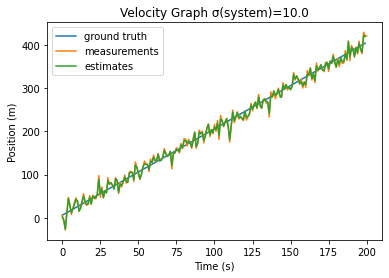 Velocity Graph σ(system)=10.0
ground truth
measurements
estimates
Position (m)
400
300
200
100
0
0 25 50 75 100 125 150 175 200
Time (s)